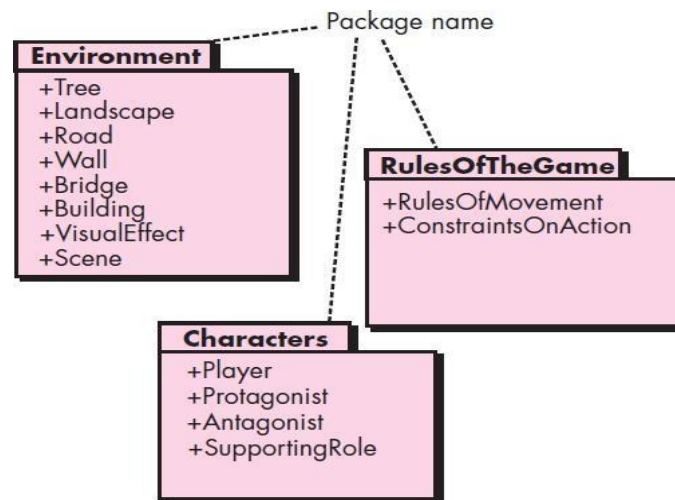 Package name
Environment
+Tree
+Landscape
+Road
+Wall
+Bridge
+Building
+VisualEffect
+Scene
RulesOfTheGame
+RulesOfMovement
+ConstraintsOnAction
Characters
+Player
+Protagonist
+Antagonist
+SupportingRole